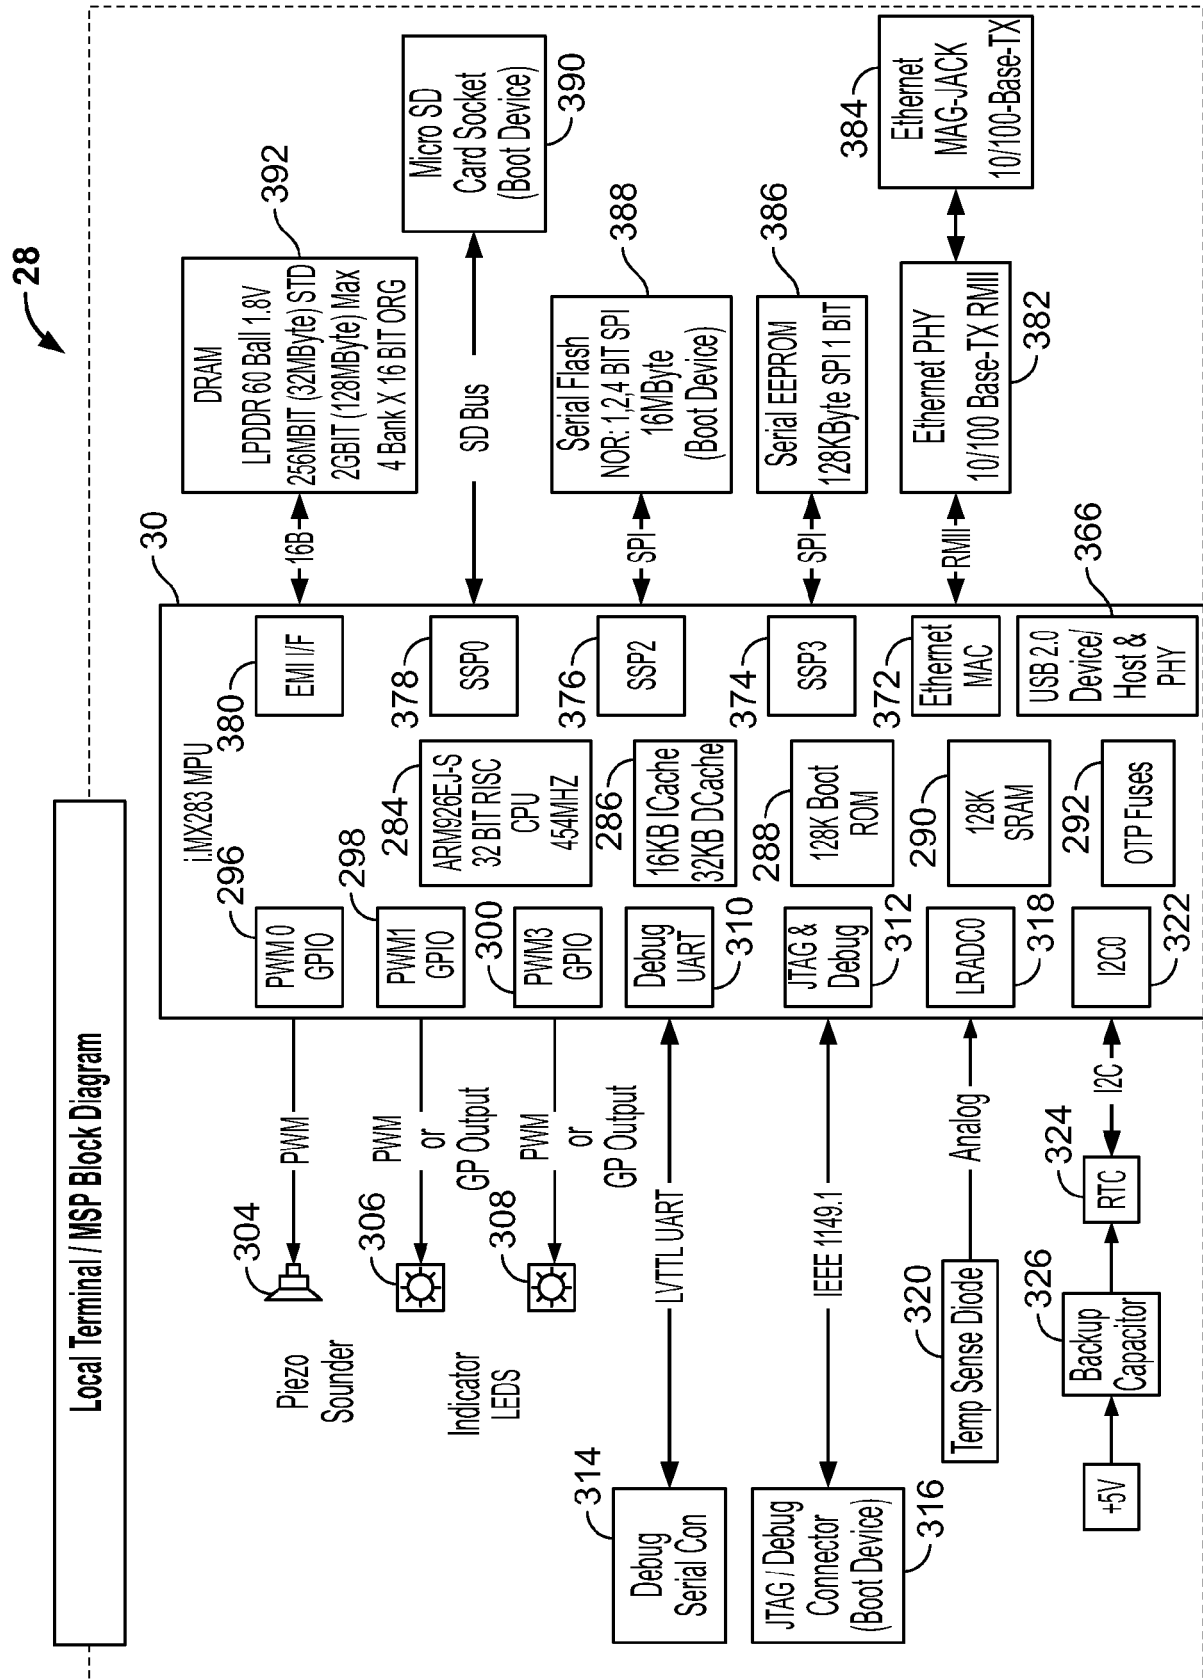 Local Terminal / MSP Block Diagram
28
30
i.MX283 MPU
304
Piezo
Sounder
PWM
296
PWM 0
GPIO
380
EMI I/F
16B
DRAM
LPDDR 60 Ball 1.8V
256MBIT (32MByte) STD
2GBIT (128MByte) Max
4 Bank X 16 BIT ORG
392
306
Indicator
LEDS
PWM
or
GP Output
298
PWM1
GPIO
284
ARM926EJ-S
32 BIT RISC
CPU
454MHZ
378
SSP0
SD Bus
Micro SD
Card Socket
(Boot Device)
390
308
PWM
or
GP Output
300
PWM3
GPIO
314
Debug
Serial Con
LVTTL UART
Debug
UART
310
286
16KB ICache
32KB DCache
376
SSP2
SPI
Serial Flash
NOR: 1,2,4 BIT SPI
16MByte
(Boot Device)
388
JTAG / Debug
Connector
(Boot Device)
316
IEEE 1149.1
JTAG &
Debug
312
288
128K Boot
ROM
374
SSP3
SPI
Serial EEPROM
128KByte SPI 1 BIT
386
320
Temp Sense Diode
Analog
LRADC0
318
290
128K
SRAM
372
Ethernet
MAC
RMII
Ethernet PHY
10/100 Base-TX RMII
382
384
Ethernet
MAG-JACK
10/100-Base-TX
+5V
326
Backup
Capacitor
324
RTC
I2C
I2C0
322
292
OTP Fuses
USB 2.0
Device/
Host &
PHY
366